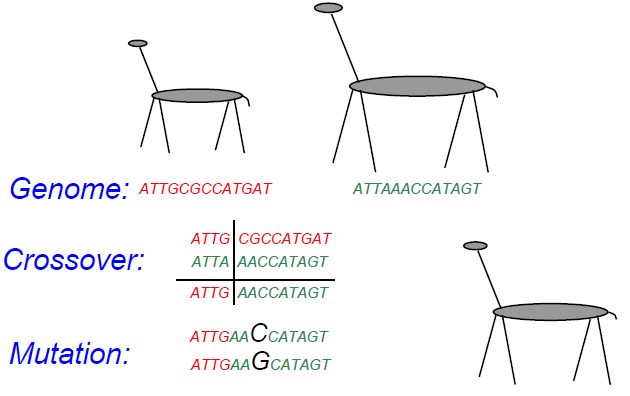 Genome: ATTGCGCCATGAT ATTAAACCATAGT
ATTG CGCCATGAT
Crossover: ATTA AACCATAGT
ATTG AACCATAGT
ATTGAACCATAGT
Mutation: ATTGAAGCATAGT